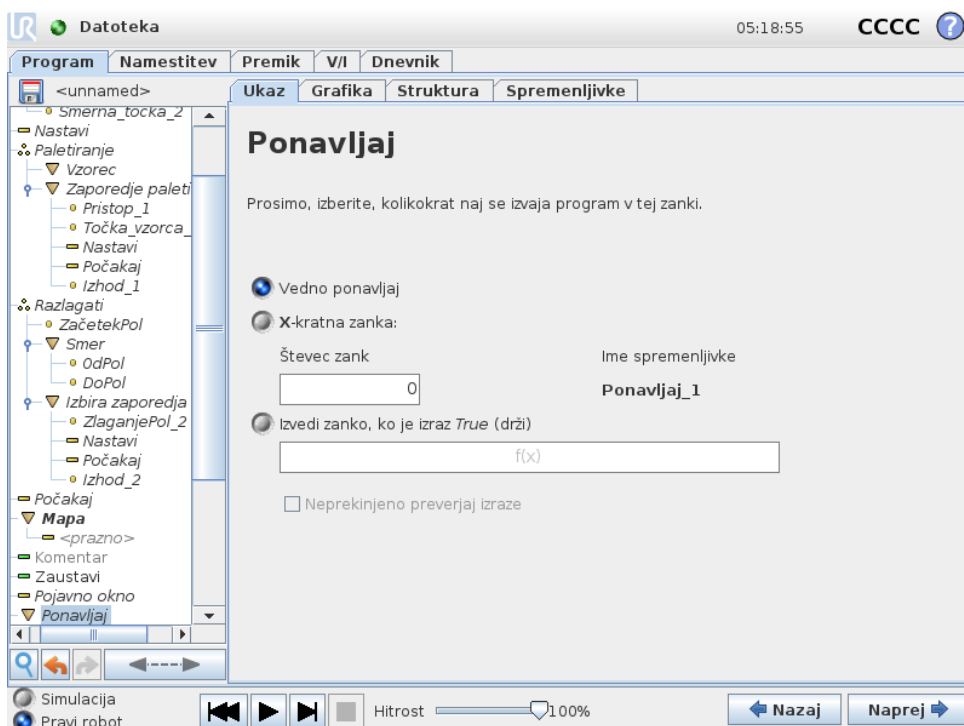 UR Datoteka 05:18:55 CCCC ?
Program Namestitev Premik V/I Dnevnik
<unnamed>
Ukaz Grafika Struktura Spremenljivke
Smerna_točka_2
Nastavi
Paletiranje
Vzorec
Zaporedje paleti
Pristop_1
Točka_vzorca_
Nastavi
Počakaj
Izhod_1
Razlagati
ZačetekPol
Smer
OdPol
DoPol
Izbira zaporedja
ZlaganjePol_2
Nastavi
Počakaj
Izhod_2
Počakaj
Mapa
<prazno>
Komentar
Zaustavi
Pojavno okno
Ponavljaj
Ponavljaj
Prosimo, izberite, kolikokrat naj se izvaja program v tej zanki.
Vedno ponavljaj
X-kratna zanka:
Števec zank Ime spremenljivke
0 Ponavljaj_1
Izvedi zanko, ko je izraz True (drži)
f(x)
Neprekinjeno preverjaj izraze
Simulacija
Pravi robot
Hitrost 100%
Nazaj Naprej